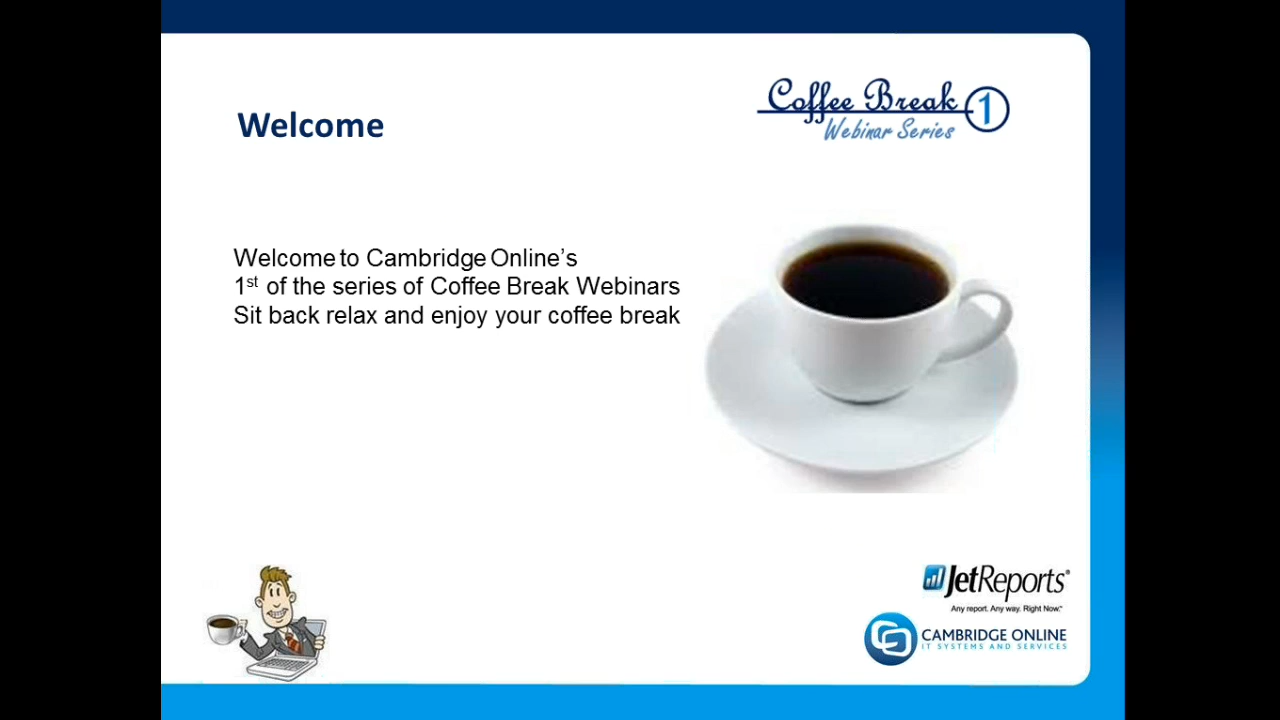 Coffee Break 1
Webinar Series
Welcome
Welcome to Cambridge Online’s
1st of the series of Coffee Break Webinars
Sit back relax and enjoy your coffee break
JetReports®
Any report. Any way. Right Now.™
CAMBRIDGE ONLINE
IT SYSTEMS AND SERVICES